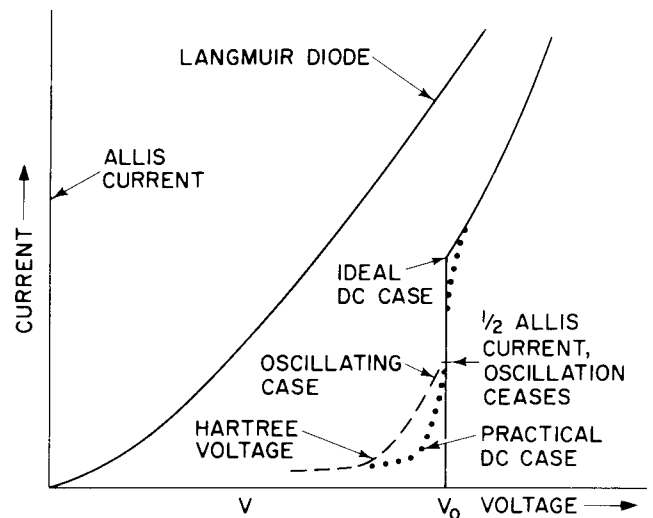 LANGMUIR DIODE
ALLIS
CURRENT
CURRENT
IDEAL
DC CASE
1/2 ALLIS
CURRENT,
OSCILLATION
CEASES
OSCILLATING
CASE
HARTREE
VOLTAGE
PRACTICAL
DC CASE
V
V₀ VOLTAGE